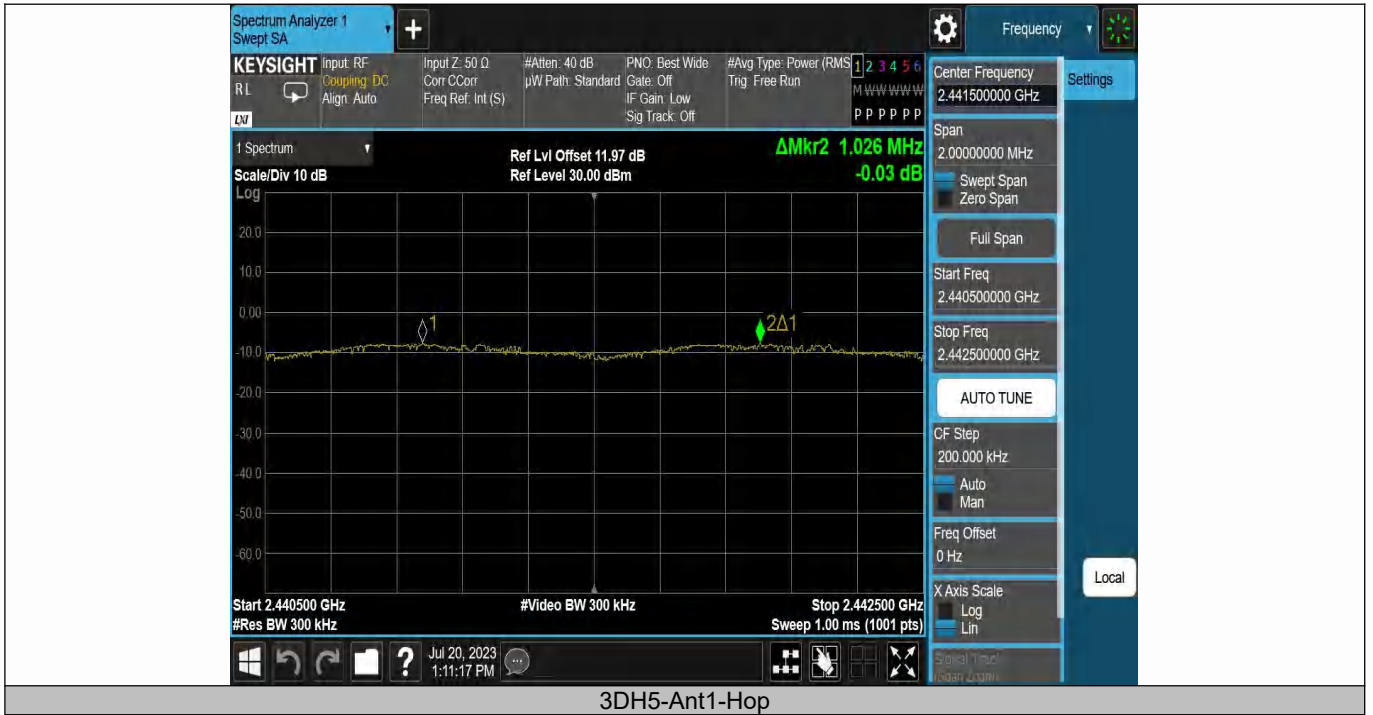 Spectrum Analyzer 1
Swept SA
Frequency
KEYSIGHT
RL
LXI
Input: RF
Coupling: DC
Align: Auto
Input Z: 50 Ω
Corr CCorr
Freq Ref: Int (S)
#Atten: 40 dB
µW Path: Standard
PNO: Best Wide
Gate: Off
IF Gain: Low
Sig Track: Off
#Avg Type: Power (RMS
Trig: Free Run
1 2 3 4 5 6
M W W W W W
P P P P P P
Center Frequency
2.441500000 GHz
Settings
1 Spectrum
Scale/Div 10 dB
Ref Lvl Offset 11.97 dB
Ref Level 30.00 dBm
ΔMkr2 1.026 MHz
-0.03 dB
Span
2.00000000 MHz
Swept Span
Zero Span
Full Span
Start Freq
2.440500000 GHz
Stop Freq
2.442500000 GHz
AUTO TUNE
CF Step
200.000 kHz
Auto
Man
Freq Offset
0 Hz
X Axis Scale
Log
Lin
Signal Track
(Span Zoom)
Local
Log
20.0
10.0
0.00
-10.0
-20.0
-30.0
-40.0
-50.0
-60.0
1
2Δ1
Start 2.440500 GHz
#Res BW 300 kHz
#Video BW 300 kHz
Stop 2.442500 GHz
Sweep 1.00 ms (1001 pts)
?
Jul 20, 2023
1:11:17 PM
3DH5-Ant1-Hop